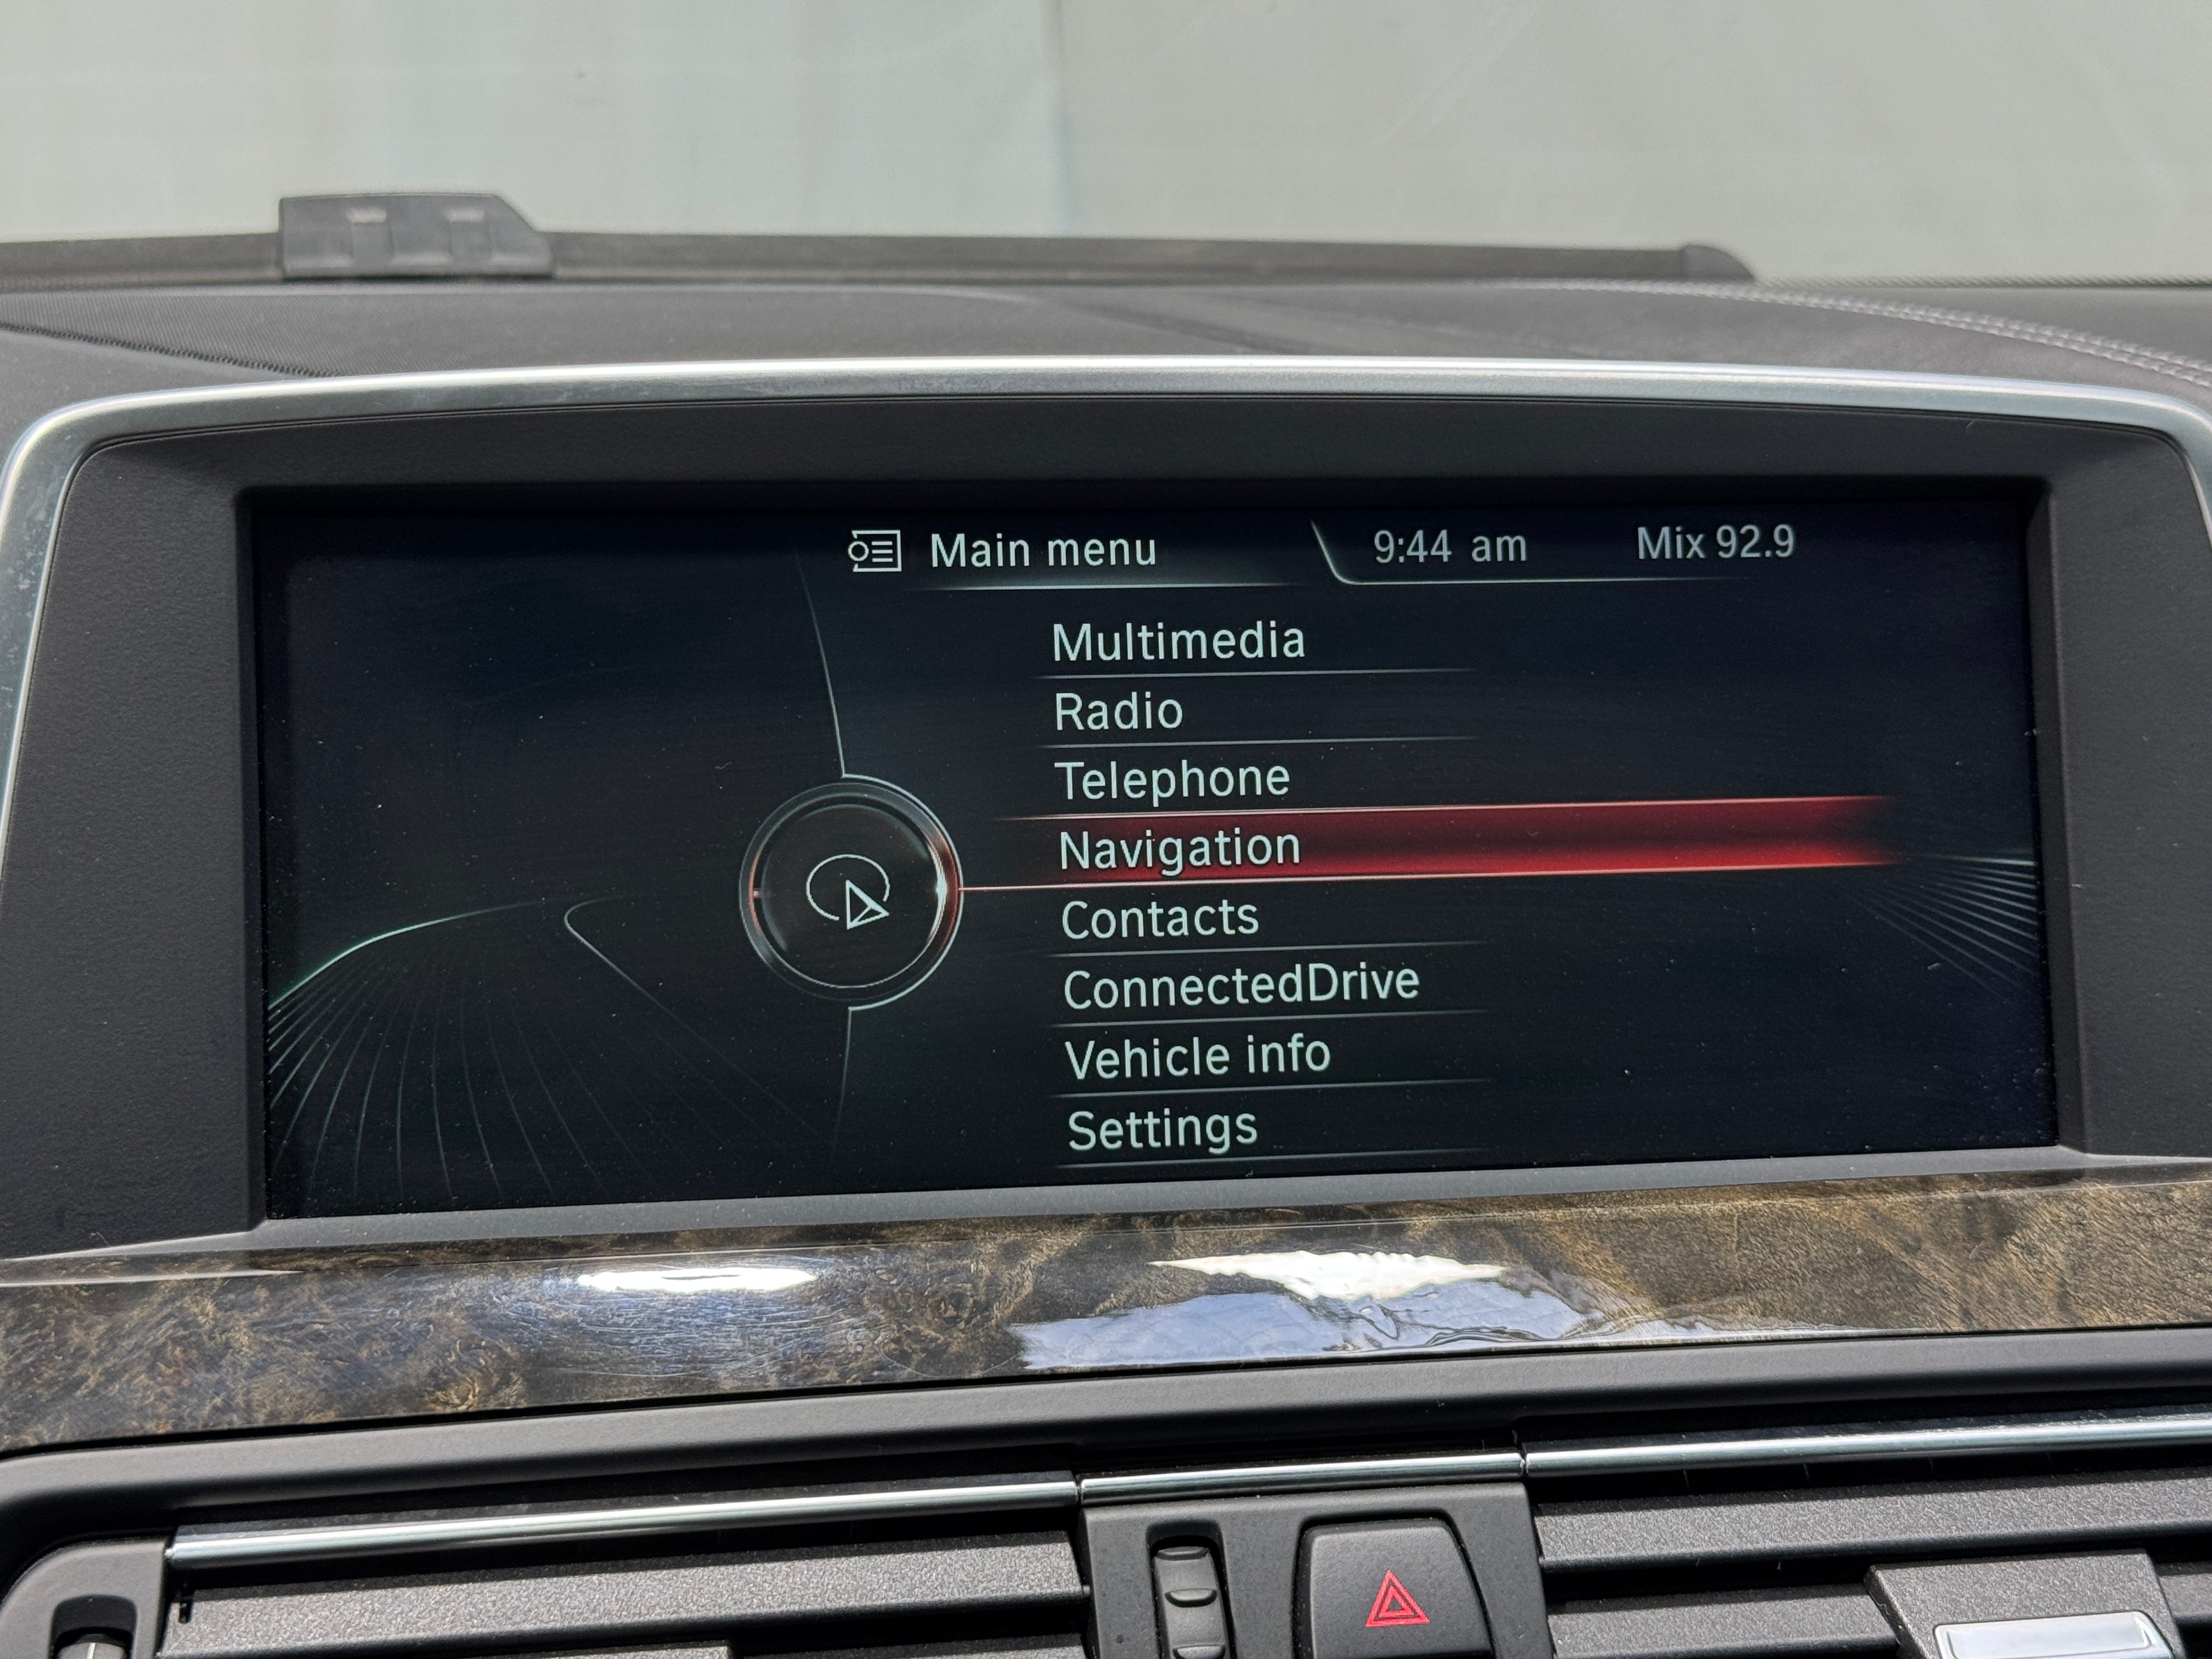 Main menu
9:44 am
Mix 92.9
Multimedia
Radio
Telephone
Navigation
Contacts
ConnectedDrive
Vehicle info
Settings